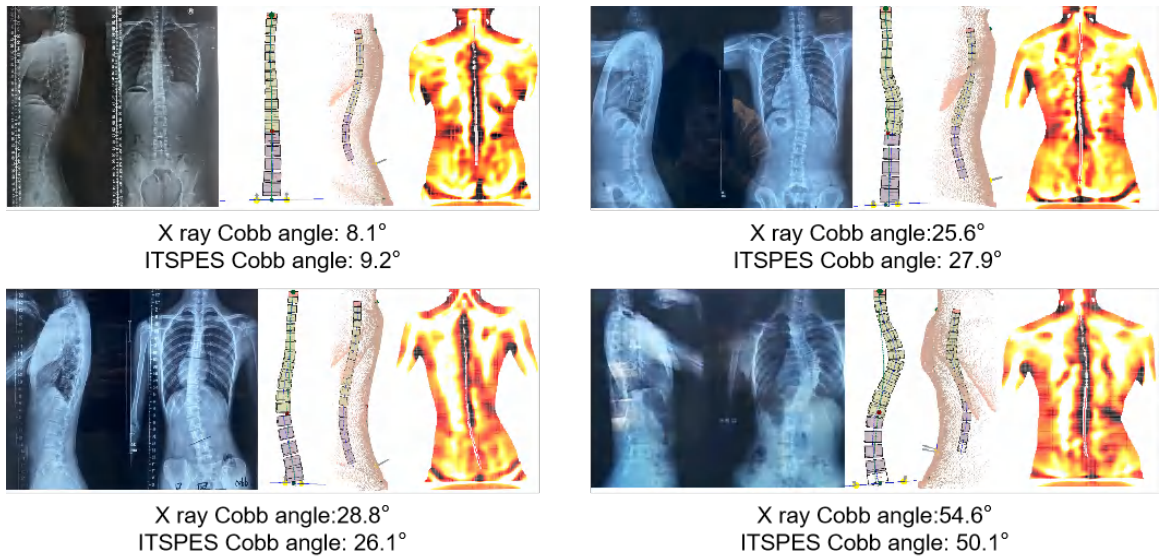 X ray Cobb angle: 8.1°
ITSPES Cobb angle: 9.2°
X ray Cobb angle:25.6°
ITSPES Cobb angle: 27.9°
cobb
X ray Cobb angle:28.8°
ITSPES Cobb angle: 26.1°
X ray Cobb angle:54.6°
ITSPES Cobb angle: 50.1°